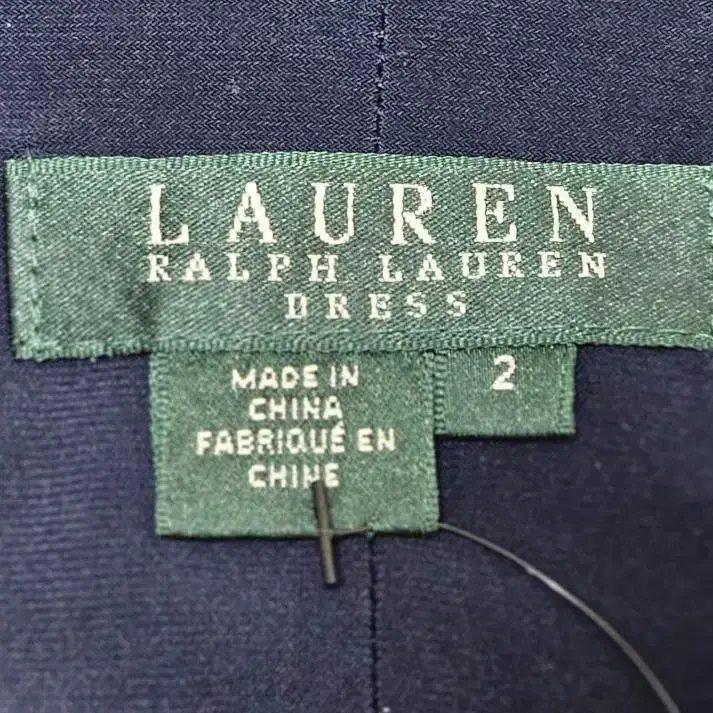 LAUREN
RALPH LAUREN
DRESS
MADE IN
CHINA
FABRIQUÉ EN
CHINE
2